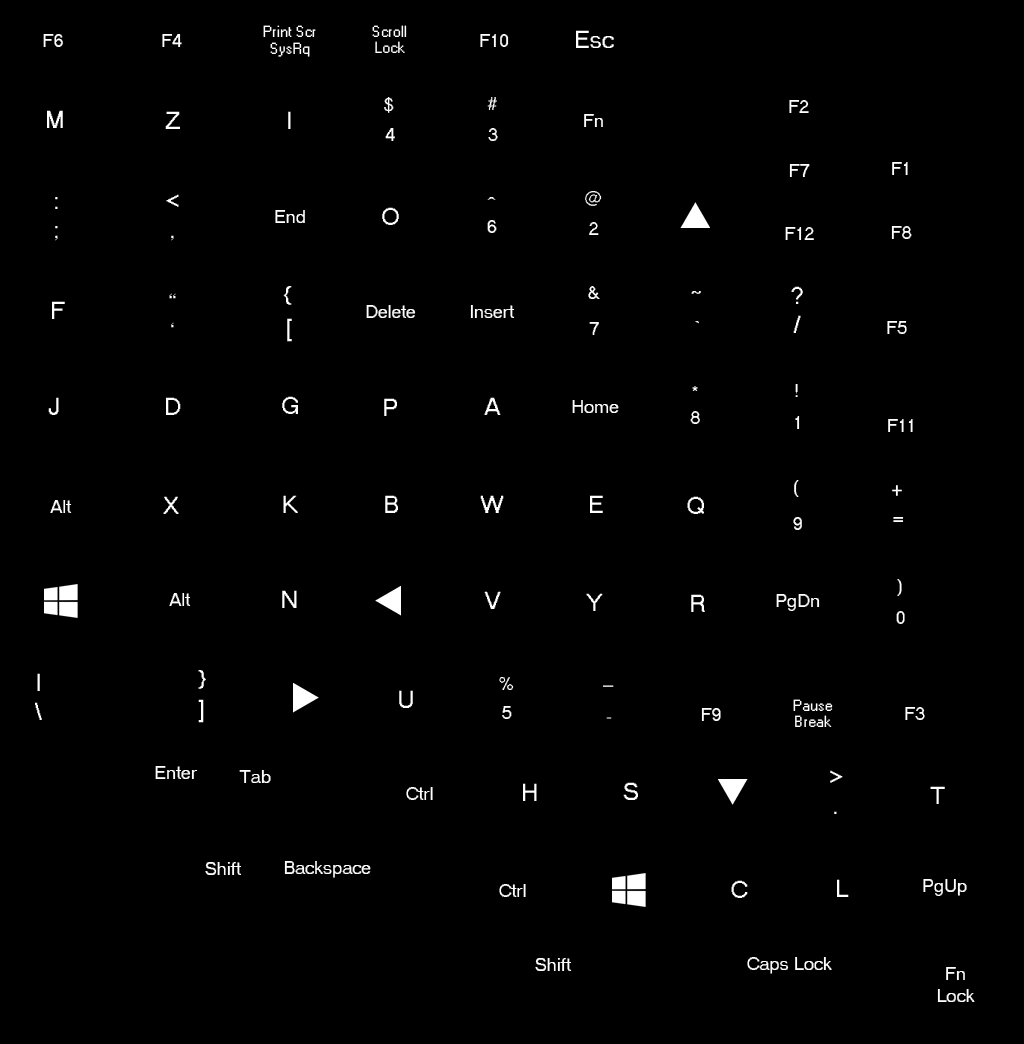 F6 F4 Print Scr Scroll F10 Esc
SysRq Lock
$ # F2
M Z I Fn
4 3
F7 F1
: < ^ @
End O
; , 6 2 F12 F8
“ { & ~ ?
F Delete Insert
‘ [ 7 ` / F5
* !
J D G P A Home
8 1 F11
( +
Alt X K B W E Q
9 =
)
Alt N V Y R PgDn
0
| } % _
U
\ ] 5 - F9 Pause F3
Break
Enter Tab >
Ctrl H S T
.
Shift Backspace
Ctrl C L PgUp
Shift Caps Lock
Fn
Lock